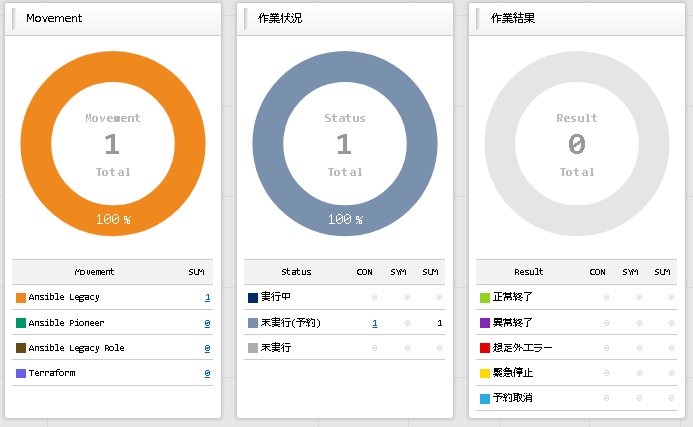 Movement
Movement
1
Total
100 %
Movement SUM
Ansible Legacy 1
Ansible Pioneer 0
Ansible Legacy Role 0
Terraform 0
作業状況
Status
1
Total
100 %
Status CON SYM SUM
実行中 0 0 0
未実行(予約) 1 0 1
未実行 0 0 0
作業結果
Result
0
Total
Result CON SYM SUM
正常終了 0 0 0
異常終了 0 0 0
想定外エラー 0 0 0
緊急停止 0 0 0
予約取消 0 0 0